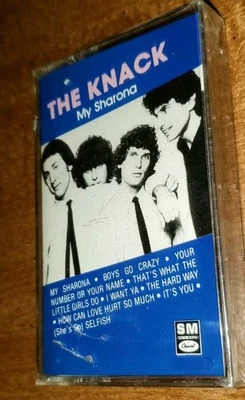 THE KNACK
My Sharona
MY SHARONA • BOYS GO CRAZY • YOUR
NUMBER OR YOUR NAME • THAT'S WHAT THE
LITTLE GIRLS DO • I WANT YA • THE HARD WAY
• HOW CAN LOVE HURT SO MUCH • IT'S YOU •
(She's So) SELFISH
SM
Capitol